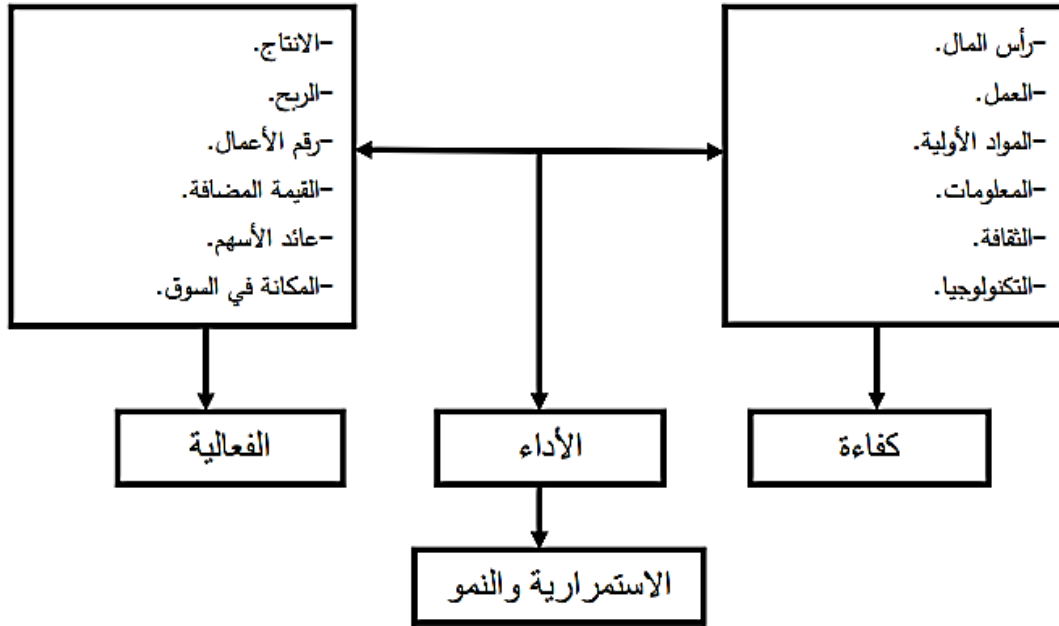 -رأس المال.
-العمل.
-المواد الأولية.
-المعلومات.
-الثقافة.
-التكنولوجيا.
-الانتاج.
-الربح.
-رقم الأعمال.
-القيمة المضافة.
-عائد الأسهم.
-المكانة في السوق.
كفاءة
الأداء
الفعالية
الاستمرارية والنمو